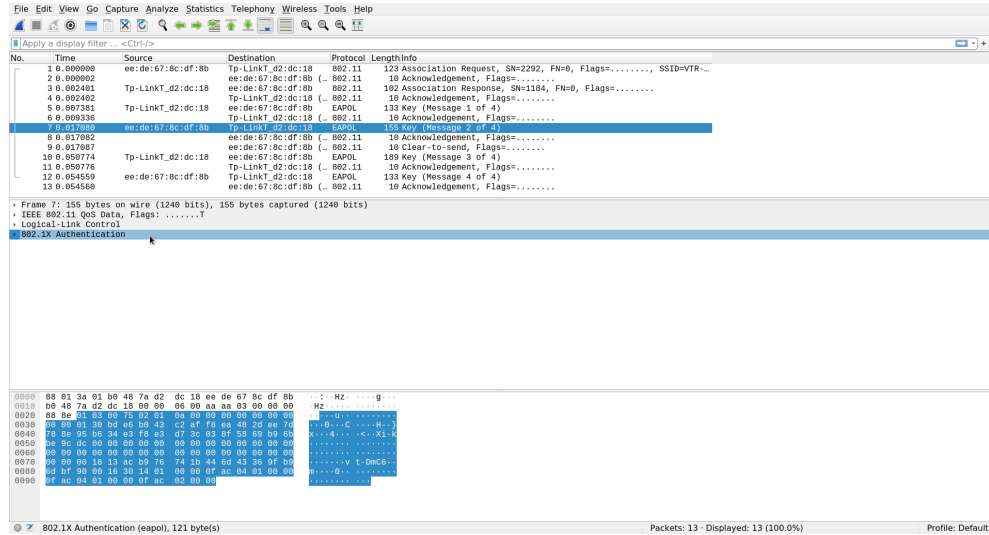 File Edit View Go Capture Analyze Statistics Telephony Wireless Tools Help
Apply a display filter … <Ctrl-/>
No. Time Source Destination Protocol Length Info
1 0.000000 ee:de:67:8c:df:8b Tp-LinkT_d2:dc:18 802.11 123 Association Request, SN=2292, FN=0, Flags=........, SSID=VTR-…
2 0.000002 ee:de:67:8c:df:8b (… 802.11 10 Acknowledgement, Flags=........
3 0.002401 Tp-LinkT_d2:dc:18 ee:de:67:8c:df:8b 802.11 102 Association Response, SN=1184, FN=0, Flags=........
4 0.002402 Tp-LinkT_d2:dc:18 (… 802.11 10 Acknowledgement, Flags=........
5 0.007381 Tp-LinkT_d2:dc:18 ee:de:67:8c:df:8b EAPOL 133 Key (Message 1 of 4)
6 0.009336 Tp-LinkT_d2:dc:18 (… 802.11 10 Acknowledgement, Flags=........
7 0.017080 ee:de:67:8c:df:8b Tp-LinkT_d2:dc:18 EAPOL 155 Key (Message 2 of 4)
8 0.017082 ee:de:67:8c:df:8b (… 802.11 10 Acknowledgement, Flags=........
9 0.017087 ee:de:67:8c:df:8b (… 802.11 10 Clear-to-send, Flags=........
10 0.050774 Tp-LinkT_d2:dc:18 ee:de:67:8c:df:8b EAPOL 189 Key (Message 3 of 4)
11 0.050776 Tp-LinkT_d2:dc:18 (… 802.11 10 Acknowledgement, Flags=........
12 0.054559 ee:de:67:8c:df:8b Tp-LinkT_d2:dc:18 EAPOL 133 Key (Message 4 of 4)
13 0.054560 ee:de:67:8c:df:8b (… 802.11 10 Acknowledgement, Flags=........
Frame 7: 155 bytes on wire (1240 bits), 155 bytes captured (1240 bits)
IEEE 802.11 QoS Data, Flags: .......T
Logical-Link Control
802.1X Authentication
0000 88 01 3a 01 b0 48 7a d2 dc 18 ee de 67 8c df 8b ··:··Hz· ····g···
0010 b0 48 7a d2 dc 18 00 00 06 00 aa aa 03 00 00 00 ·Hz····· ········
0020 88 8e 01 03 00 75 02 01 0a 00 00 00 00 00 00 00 ·····u·· ········
0030 00 00 01 30 bd e6 b0 43 c2 af f8 ea 48 2d ee 7d ···0···C ····H-·}
0040 78 8e 95 b6 34 e3 f8 e3 d7 3c 03 8f 58 69 b9 6b x···4··· ·<··Xi·k
0050 be 9c dc 00 00 00 00 00 00 00 00 00 00 00 00 00 ········ ········
0060 00 00 00 00 00 00 00 00 00 00 00 00 00 00 00 00 ········ ········
0070 00 00 00 18 13 ac b9 76 74 1b 44 6d 43 36 9f b9 ·······v t·DmC6··
0080 6d bf 90 00 16 30 14 01 00 00 0f ac 04 01 00 00 m····0·· ········
0090 0f ac 04 01 00 00 0f ac 02 00 00 ········ ···
802.1X Authentication (eapol), 121 byte(s) Packets: 13 · Displayed: 13 (100.0%) Profile: Default